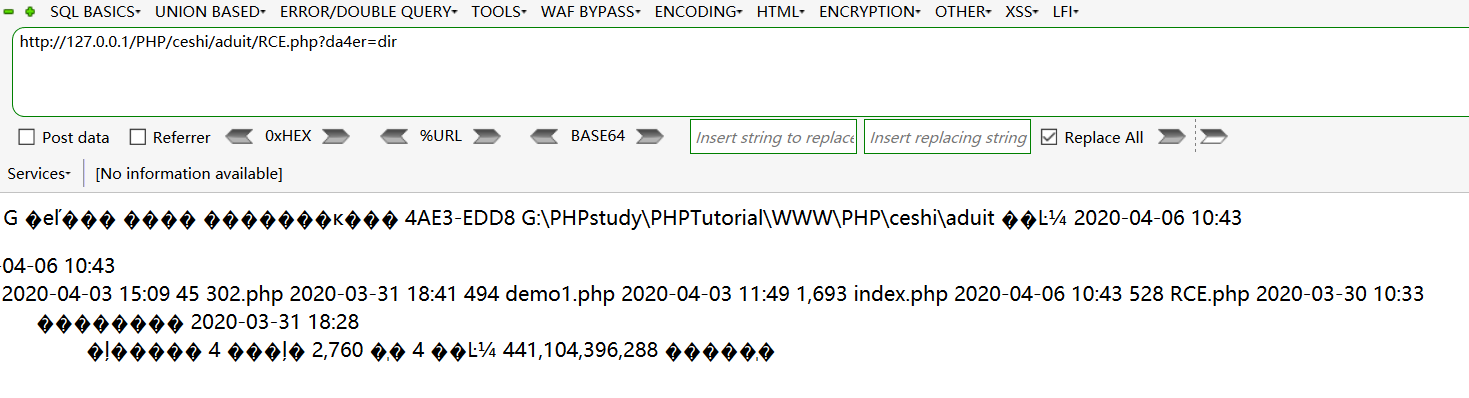 SQL BASICS UNION BASED ERROR/DOUBLE QUERY TOOLS WAF BYPASS ENCODING HTML ENCRYPTION OTHER XSS LFI
http://127.0.0.1/PHP/ceshi/aduit/RCE.php?da4er=dir
Post data Referrer 0xHEX %URL BASE64 Insert string to replace Insert replacing string Replace All
Services [No information available]
G �eľ��� ���� �������к��� 4AE3-EDD8 G:\PHPstudy\PHPTutorial\WWW\PHP\ceshi\aduit ��Ŀ¼ 2020-04-06 10:43
-04-06 10:43
2020-04-03 15:09 45 302.php 2020-03-31 18:41 494 demo1.php 2020-04-03 11:49 1,693 index.php 2020-04-06 10:43 528 RCE.php 2020-03-30 10:33
�������� 2020-03-31 18:28
�ļ����� 4 ���ļ� 2,760 �ֽ� 4 ��Ŀ¼ 441,104,396,288 �����ֽ�